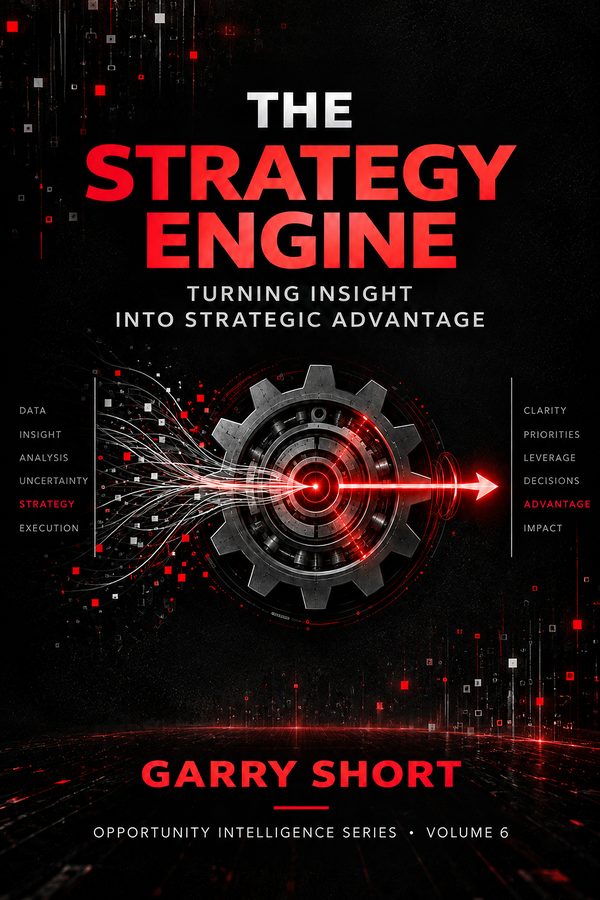 THE
STRATEGY
ENGINE
TURNING INSIGHT
INTO STRATEGIC ADVANTAGE
DATA
INSIGHT
ANALYSIS
UNCERTAINTY
STRATEGY
EXECUTION
CLARITY
PRIORITIES
LEVERAGE
DECISIONS
ADVANTAGE
IMPACT
GARRY SHORT
OPPORTUNITY INTELLIGENCE SERIES • VOLUME 6